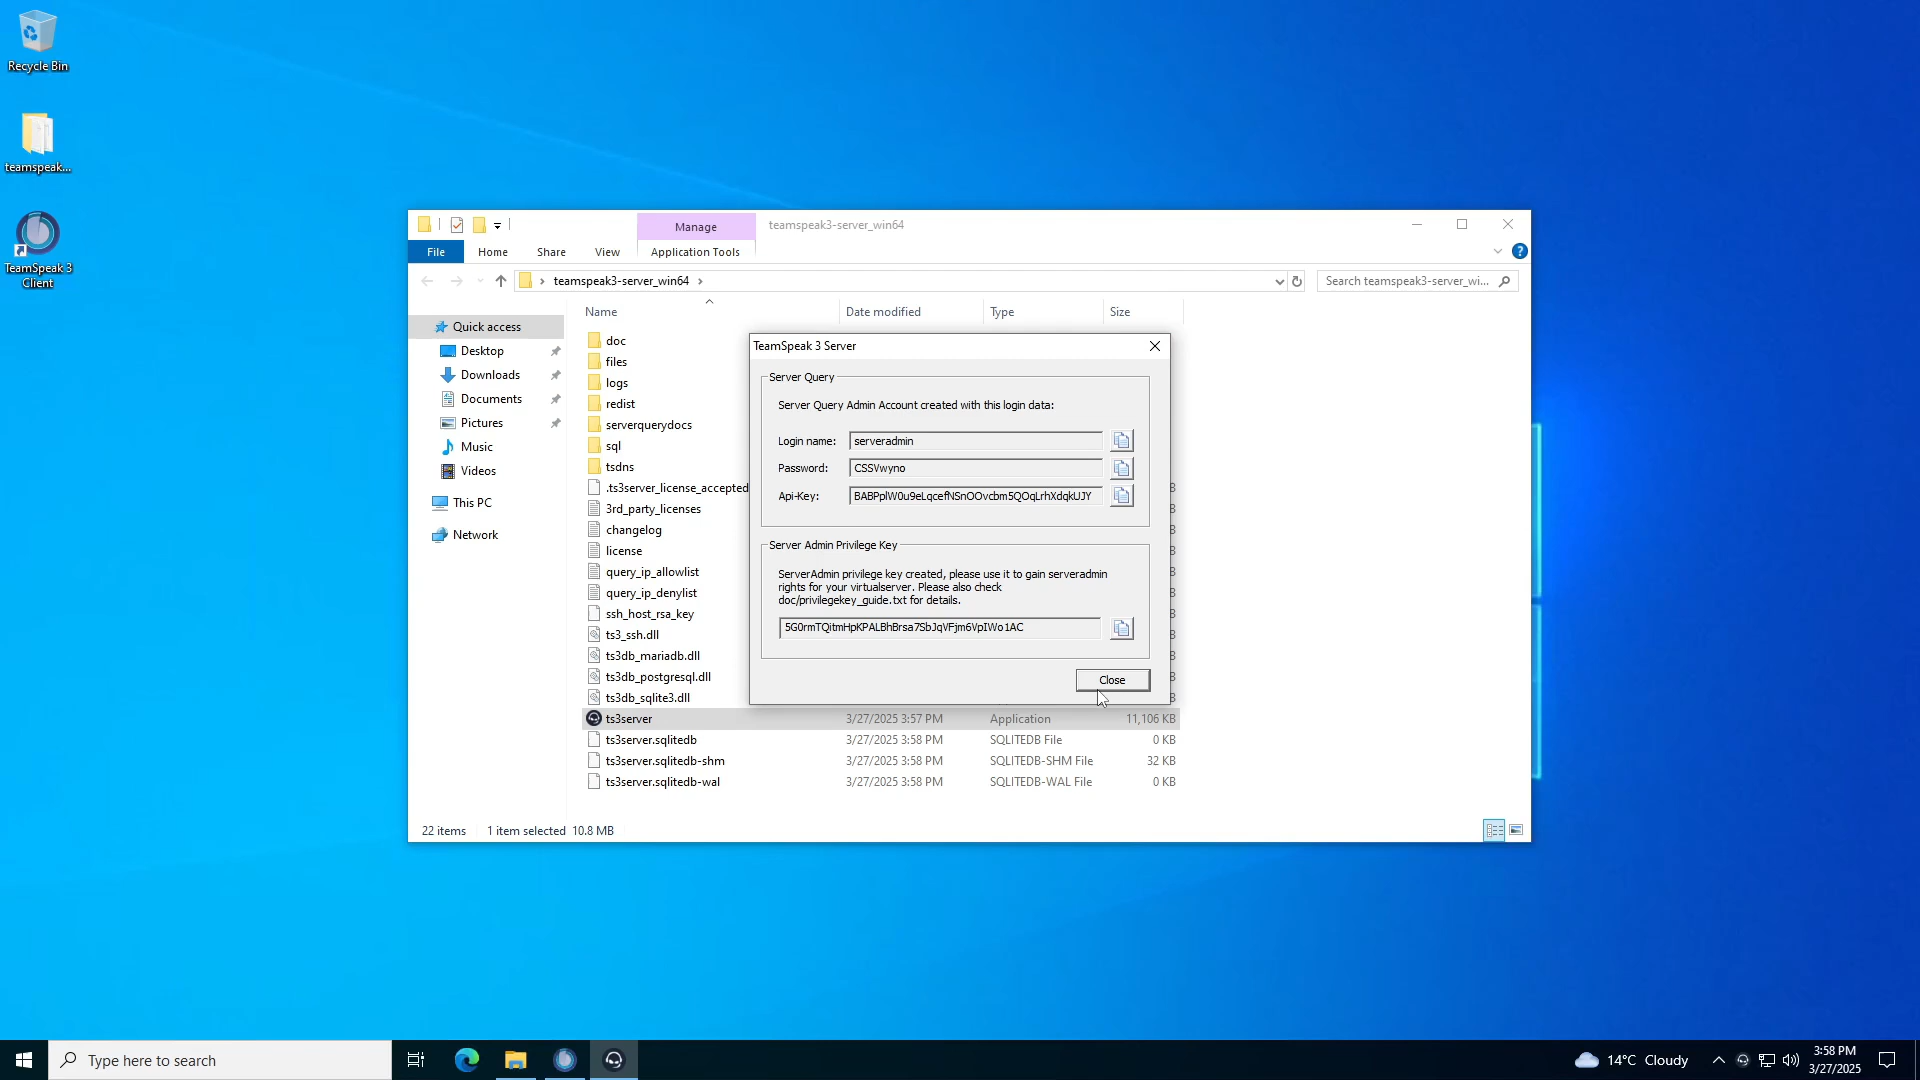 Recycle Bin
teamspeak...
TeamSpeak 3
Client
Manage
teamspeak3-server_win64
File
Home
Share
View
Application Tools
teamspeak3-server_win64
Search teamspeak3-server_wi...
Name
Date modified
Type
Size
Quick access
Desktop
Downloads
Documents
Pictures
Music
Videos
This PC
Network
doc
files
logs
redist
serverquerydocs
sql
tsdns
.ts3server_license_accepted
3rd_party_licenses
changelog
license
query_ip_allowlist
query_ip_denylist
ssh_host_rsa_key
ts3_ssh.dll
ts3db_mariadb.dll
ts3db_postgresql.dll
ts3db_sqlite3.dll
ts3server 3/27/2025 3:57 PM Application 11,106 KB
ts3server.sqlitedb 3/27/2025 3:58 PM SQLITEDB File 0 KB
ts3server.sqlitedb-shm 3/27/2025 3:58 PM SQLITEDB-SHM File 32 KB
ts3server.sqlitedb-wal 3/27/2025 3:58 PM SQLITEDB-WAL File 0 KB
22 items 1 item selected 10.8 MB
TeamSpeak 3 Server
Server Query
Server Query Admin Account created with this login data:
Login name: serveradmin
Password: CSSVwyno
Api-Key: BABPplW0u9eLqcefNSnOOvcbm5QOqLrhXdqkUJY
Server Admin Privilege Key
ServerAdmin privilege key created, please use it to gain serveradmin
rights for your virtualserver. Please also check
doc/privilegekey_guide.txt for details.
5G0rmTQitmHpKPALBhBrsa7SbJqVFjm6VpIWo1AC
Close
Type here to search
14°C Cloudy
3:58 PM
3/27/2025